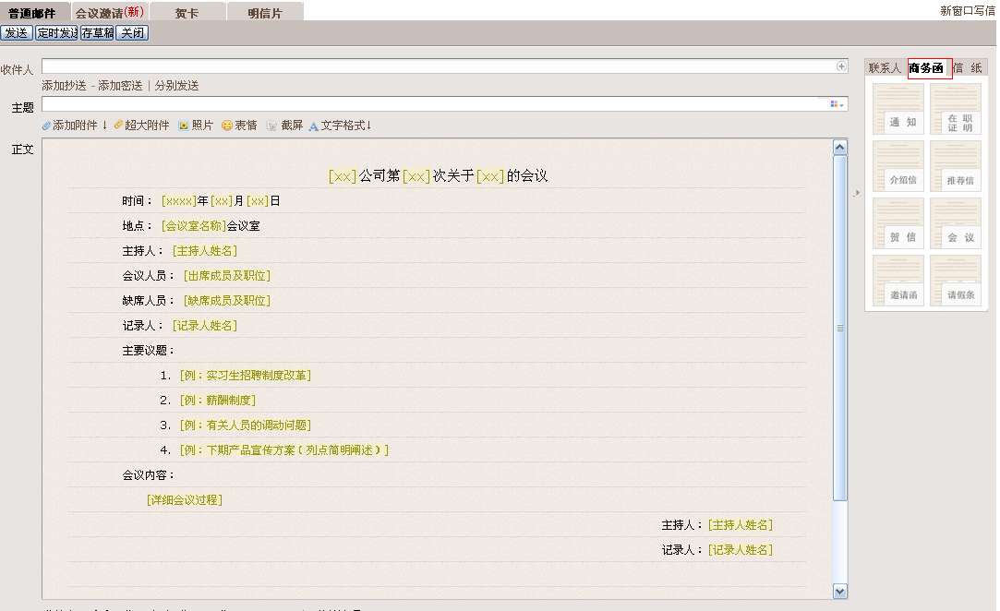 普通邮件 会议邀请(新) 贺卡 明信片 新窗口写信
发送 定时发送 存草稿 关闭
收件人
添加抄送 - 添加密送 | 分别发送
主题
添加附件↓ 超大附件 照片 表情 截屏 文字格式↓
正文
[xx]公司第[xx]次关于[xx]的会议
时间： [xxxx]年[xx]月[xx]日
地点： [会议室名称]会议室
主持人： [主持人姓名]
会议人员： [出席成员及职位]
缺席人员： [缺席成员及职位]
记录人： [记录人姓名]
主要议题：
1. [例：实习生招聘制度改革]
2. [例：薪酬制度]
3. [例：有关人员的调动问题]
4. [例：下期产品宣传方案（列点简明阐述）]
会议内容：
[详细会议过程]
主持人：[主持人姓名]
记录人：[记录人姓名]
联系人 商务函 信 纸
通 知 在 职 证 明
介绍信 推荐信
贺 信 会 议
邀请函 请假条